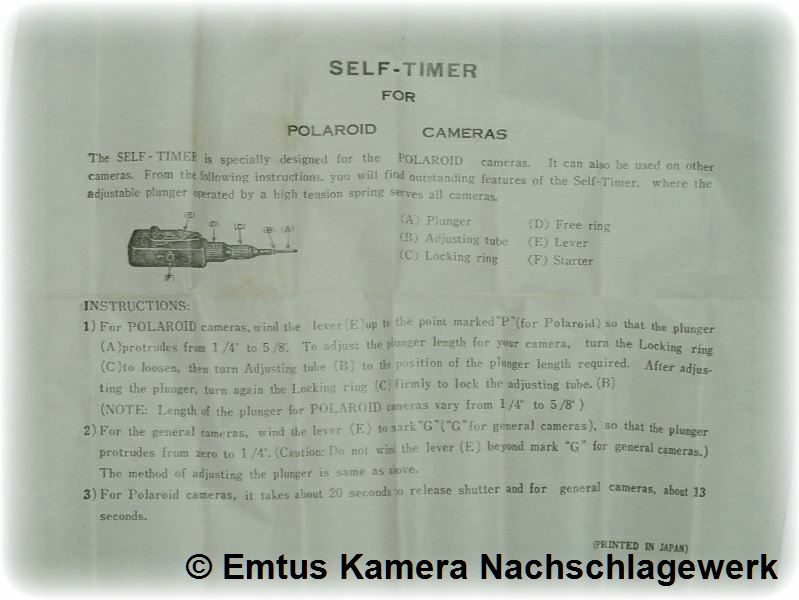 SELF-TIMER
FOR
POLAROID CAMERAS
The SELF-TIMER is specially designed for the POLAROID cameras. It can also be used on other
cameras. From the following instructions, you will find outstanding features of the Self-Timer, where the
adjustable plunger operated by a high tension spring serves all cameras.
(E) (D) (C) (B) (A)
(F)
(A) Plunger (D) Free ring
(B) Adjusting tube (E) Lever
(C) Locking ring (F) Starter
INSTRUCTIONS:
1) For POLAROID cameras, wind the lever (E) up to the point marked "P" (for Polaroid) so that the plunger
(A) protrudes from 1/4" to 5/8". To adjust the plunger length for your camera, turn the Locking ring
(C) to loosen, then turn Adjusting tube (B) to the position of the plunger length required. After adjus-
ting the plunger, turn again the Locking ring (C) firmly to lock the adjusting tube. (B)
(NOTE: Length of the plunger for POLAROID cameras vary from 1/4" to 5/8")
2) For the general cameras, wind the lever (E) to mark "G" ("G" for general cameras), so that the plunger
protrudes from zero to 1/4". (Caution: Do not wind the lever (E) beyond mark "G" for general cameras.)
The method of adjusting the plunger is same as above.
3) For Polaroid cameras, it takes about 20 seconds to release shutter and for general cameras, about 13
seconds.
(PRINTED IN JAPAN)
© Emtus Kamera Nachschlagewerk